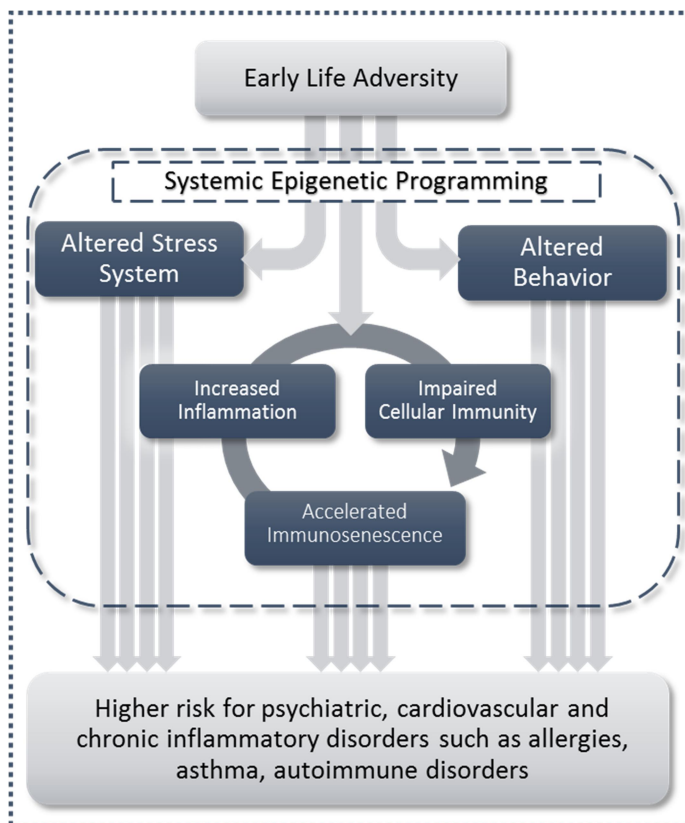 Early Life Adversity
Systemic Epigenetic Programming
Altered Stress
System
Altered
Behavior
Increased
Inflammation
Impaired
Cellular Immunity
Accelerated
Immunosenescence
Higher risk for psychiatric, cardiovascular and
chronic inflammatory disorders such as allergies,
asthma, autoimmune disorders